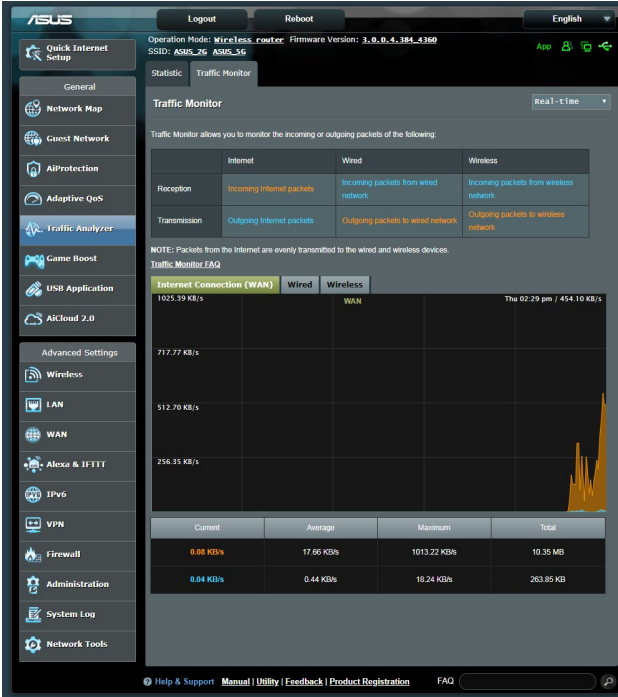 ASUS
Logout
Reboot
English
Quick Internet
Setup
Operation Mode: Wireless router Firmware Version: 3.0.0.4.384_4360
SSID: ASUS_2G ASUS_5G
App
Statistic
Traffic Monitor
General
Network Map
Guest Network
AiProtection
Adaptive QoS
Traffic Analyzer
Game Boost
USB Application
AiCloud 2.0
Advanced Settings
Wireless
LAN
WAN
Alexa & IFTTT
IPv6
VPN
Firewall
Administration
System Log
Network Tools
Traffic Monitor
Real-time
Traffic Monitor allows you to monitor the incoming or outgoing packets of the following:
Internet Wired Wireless
Reception
Incoming Internet packets
Incoming packets from wired
network
Incoming packets from wireless
network
Transmission
Outgoing Internet packets
Outgoing packets to wired network
Outgoing packets to wireless
network
NOTE: Packets from the Internet are evenly transmitted to the wired and wireless devices.
Traffic Monitor FAQ
Internet Connection (WAN) Wired Wireless
1025.39 KB/s
WAN
Thu 02:29 pm / 454.10 KB/s
717.77 KB/s
512.70 KB/s
256.35 KB/s
Current Average Maximum Total
0.08 KB/s 17.66 KB/s 1013.22 KB/s 10.35 MB
0.04 KB/s 0.44 KB/s 18.24 KB/s 263.85 KB
Help & Support Manual | Utility | Feedback | Product Registration FAQ